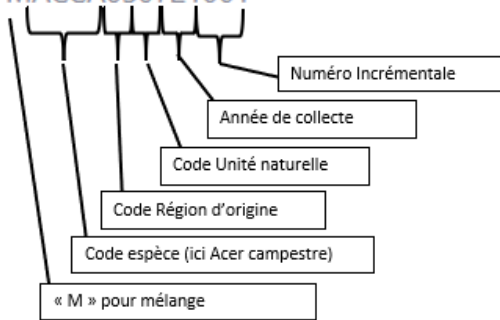 Numéro Incrémentale
Année de collecte
Code Unité naturelle
Code Région d'origine
Code espèce (ici Acer campestre)
« M » pour mélange